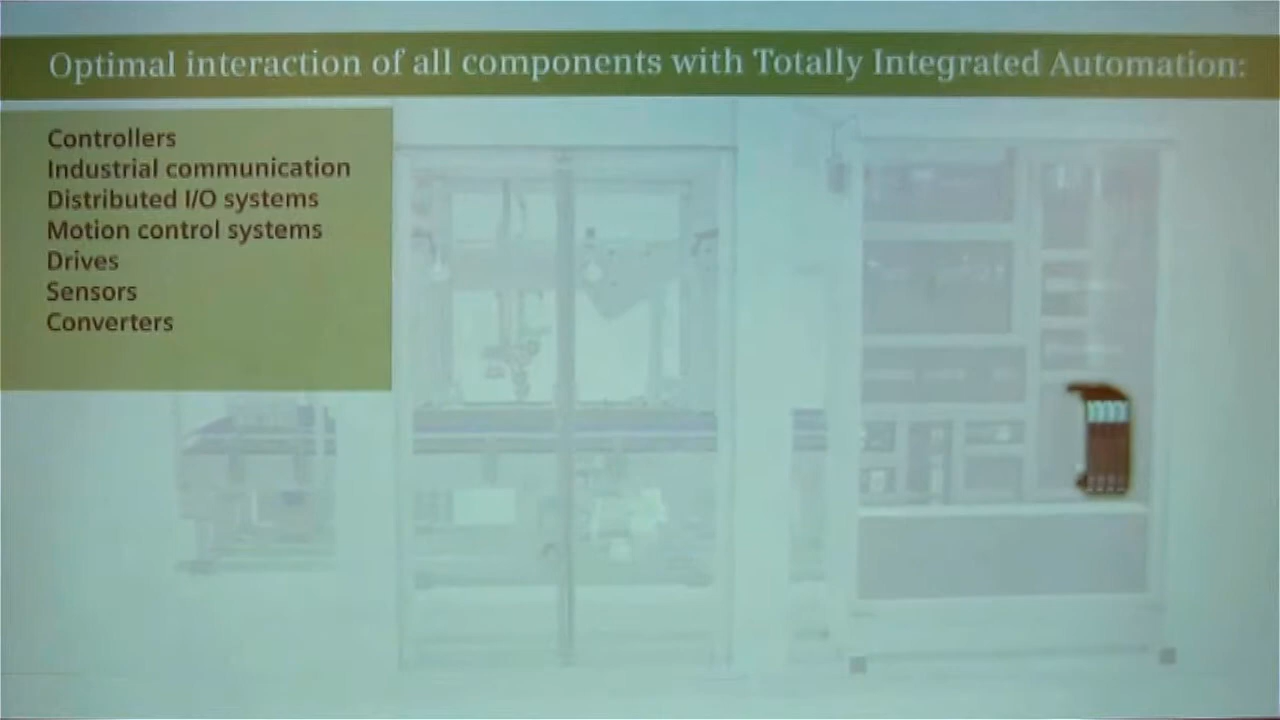 Optimal interaction of all components with Totally Integrated Automation:
Controllers
Industrial communication
Distributed I/O systems
Motion control systems
Drives
Sensors
Converters